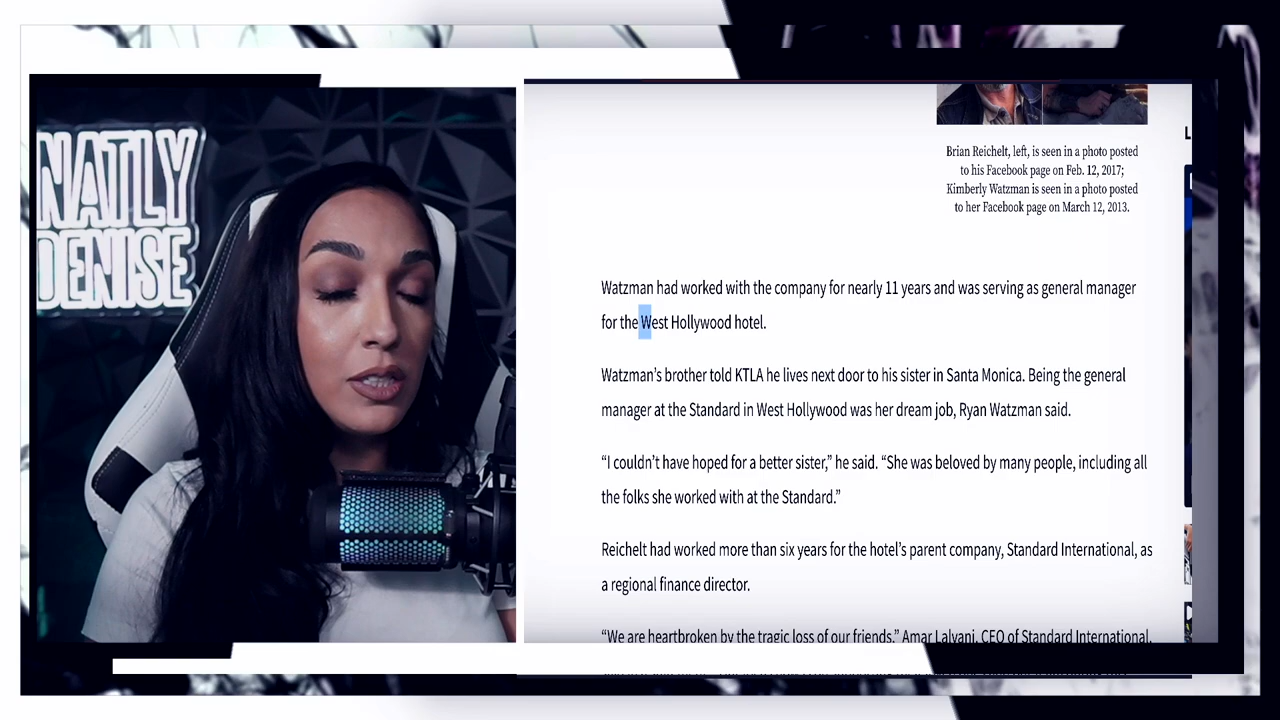 NATLY
DENISE
Brian Reichelt, left, is seen in a photo posted
to his Facebook page on Feb. 12, 2017;
Kimberly Watzman is seen in a photo posted
to her Facebook page on March 12, 2013.
L
Watzman had worked with the company for nearly 11 years and was serving as general manager
for the West Hollywood hotel.
Watzman’s brother told KTLA he lives next door to his sister in Santa Monica. Being the general
manager at the Standard in West Hollywood was her dream job, Ryan Watzman said.
“I couldn’t have hoped for a better sister,” he said. “She was beloved by many people, including all
the folks she worked with at the Standard.”
Reichelt had worked more than six years for the hotel’s parent company, Standard International, as
a regional finance director.
“We are heartbroken by the tragic loss of our friends,” Amar Lalvani, CEO of Standard International,